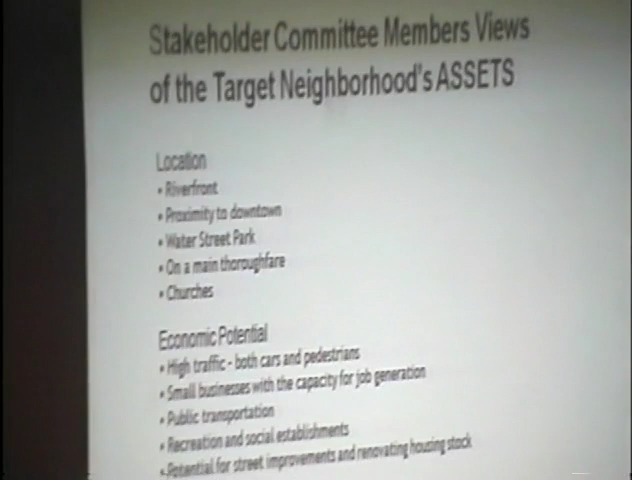 Stakeholder Committee Members Views
of the Target Neighborhood's ASSETS
Location
• Riverfront
• Proximity to downtown
• Water Street Park
• On a main thoroughfare
• Churches
Economic Potential
• High traffic - both cars and pedestrians
• Small businesses with the capacity for job generation
• Public transportation
• Recreation and social establishments
• Potential for street improvements and renovating housing stock